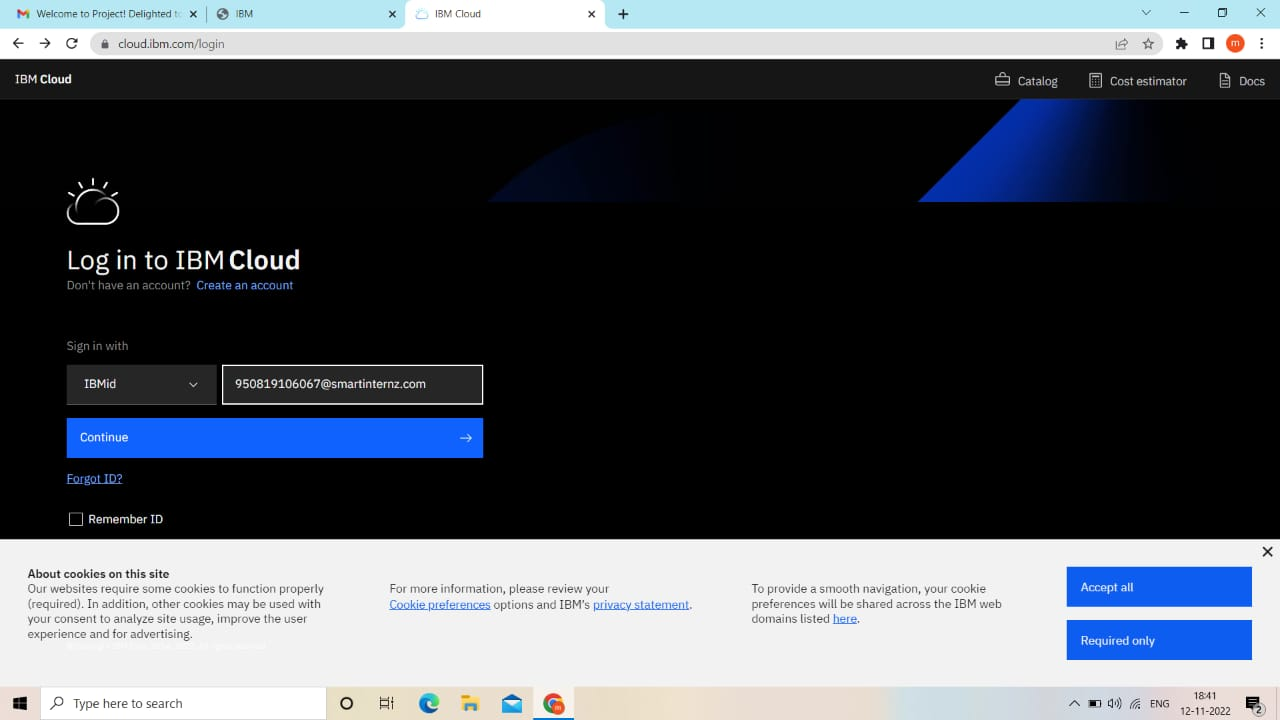 Welcome to Project! Delighted to
IBM
IBM Cloud
cloud.ibm.com/login
m
IBM Cloud
Catalog
Cost estimator
Docs
Log in to IBM Cloud
Don't have an account? Create an account
Sign in with
IBMid
950819106067@smartinternz.com
Continue
Forgot ID?
Remember ID
About cookies on this site
Our websites require some cookies to function properly
(required). In addition, other cookies may be used with
your consent to analyze site usage, improve the user
experience and for advertising.
For more information, please review your
Cookie preferences options and IBM's privacy statement.
To provide a smooth navigation, your cookie
preferences will be shared across the IBM web
domains listed here.
Accept all
Required only
Type here to search
m
ENG
18:41
12-11-2022
2